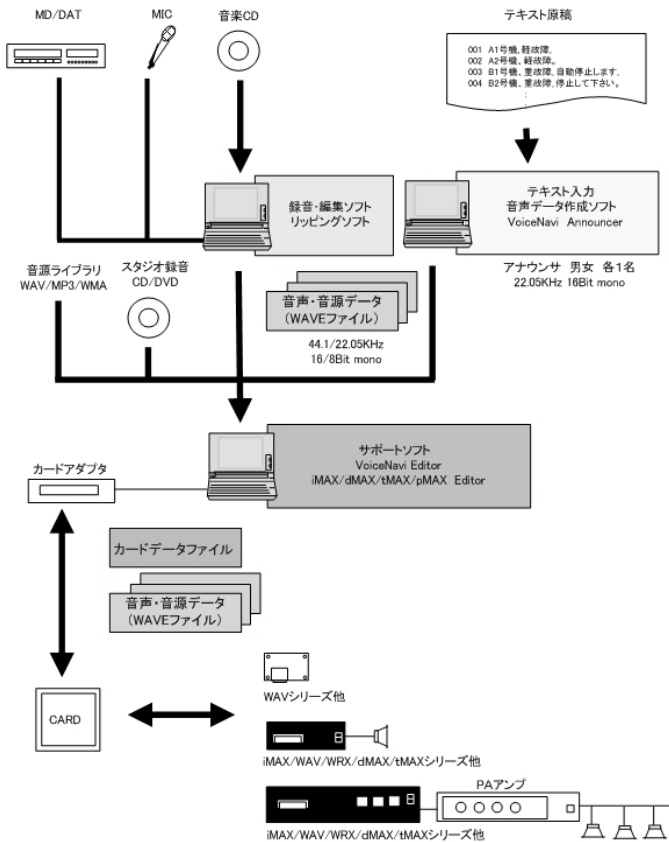 MD/DAT
MIC
音楽CD
テキスト原稿
001 A1号機、軽故障.
002 A2号機、軽故障。
003 B1号機、重故障、自動停止します.
004 B2号機、重故障、停止して下さい。
録音・編集ソフト
リッピングソフト
テキスト入力
音声データ作成ソフト
VoiceNavi Announcer
アナウンサ 男女 各1名
22.05KHz 16Bit mono
音源ライブラリ
WAV/MP3/WMA
スタジオ録音
CD/DVD
音声・音源データ
(WAVEファイル)
44.1/22.05KHz
16/8Bit mono
サポートソフト
VoiceNavi Editor
iMAX/dMAX/tMAX/pMAX Editor
カードアダプタ
カードデータファイル
音声・音源データ
(WAVEファイル)
CARD
WAVシリーズ他
iMAX/WAV/WRX/dMAX/tMAXシリーズ他
PAアンプ
iMAX/WAV/WRX/dMAX/tMAXシリーズ他